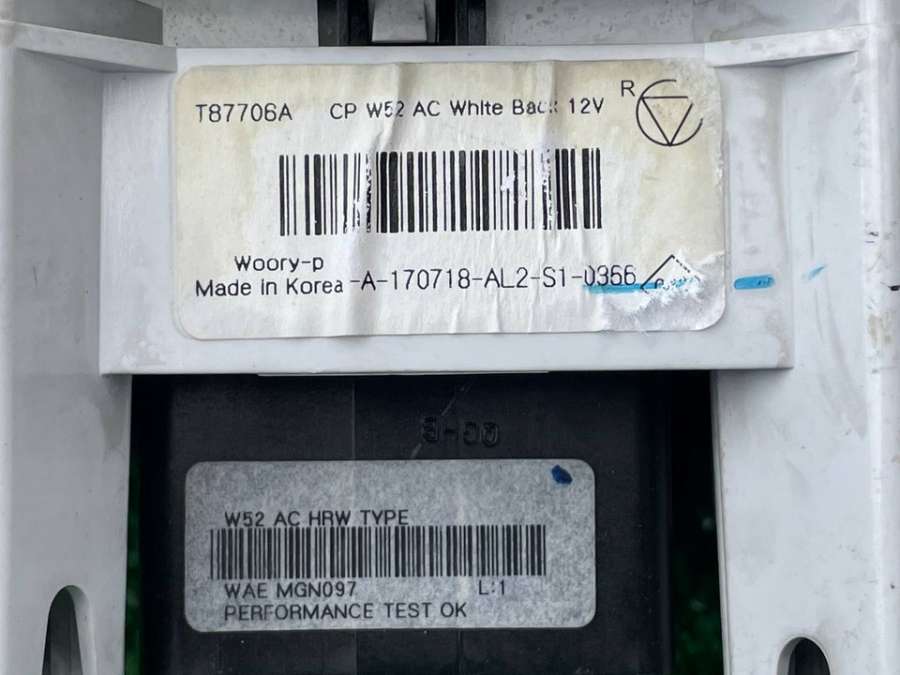 T87706A CP W52 AC White Back 12V R
Woory-p
Made in Korea -A-170718-AL2-S1-0366
W52 AC HRW TYPE
WAE MGN097 L:1
PERFORMANCE TEST OK